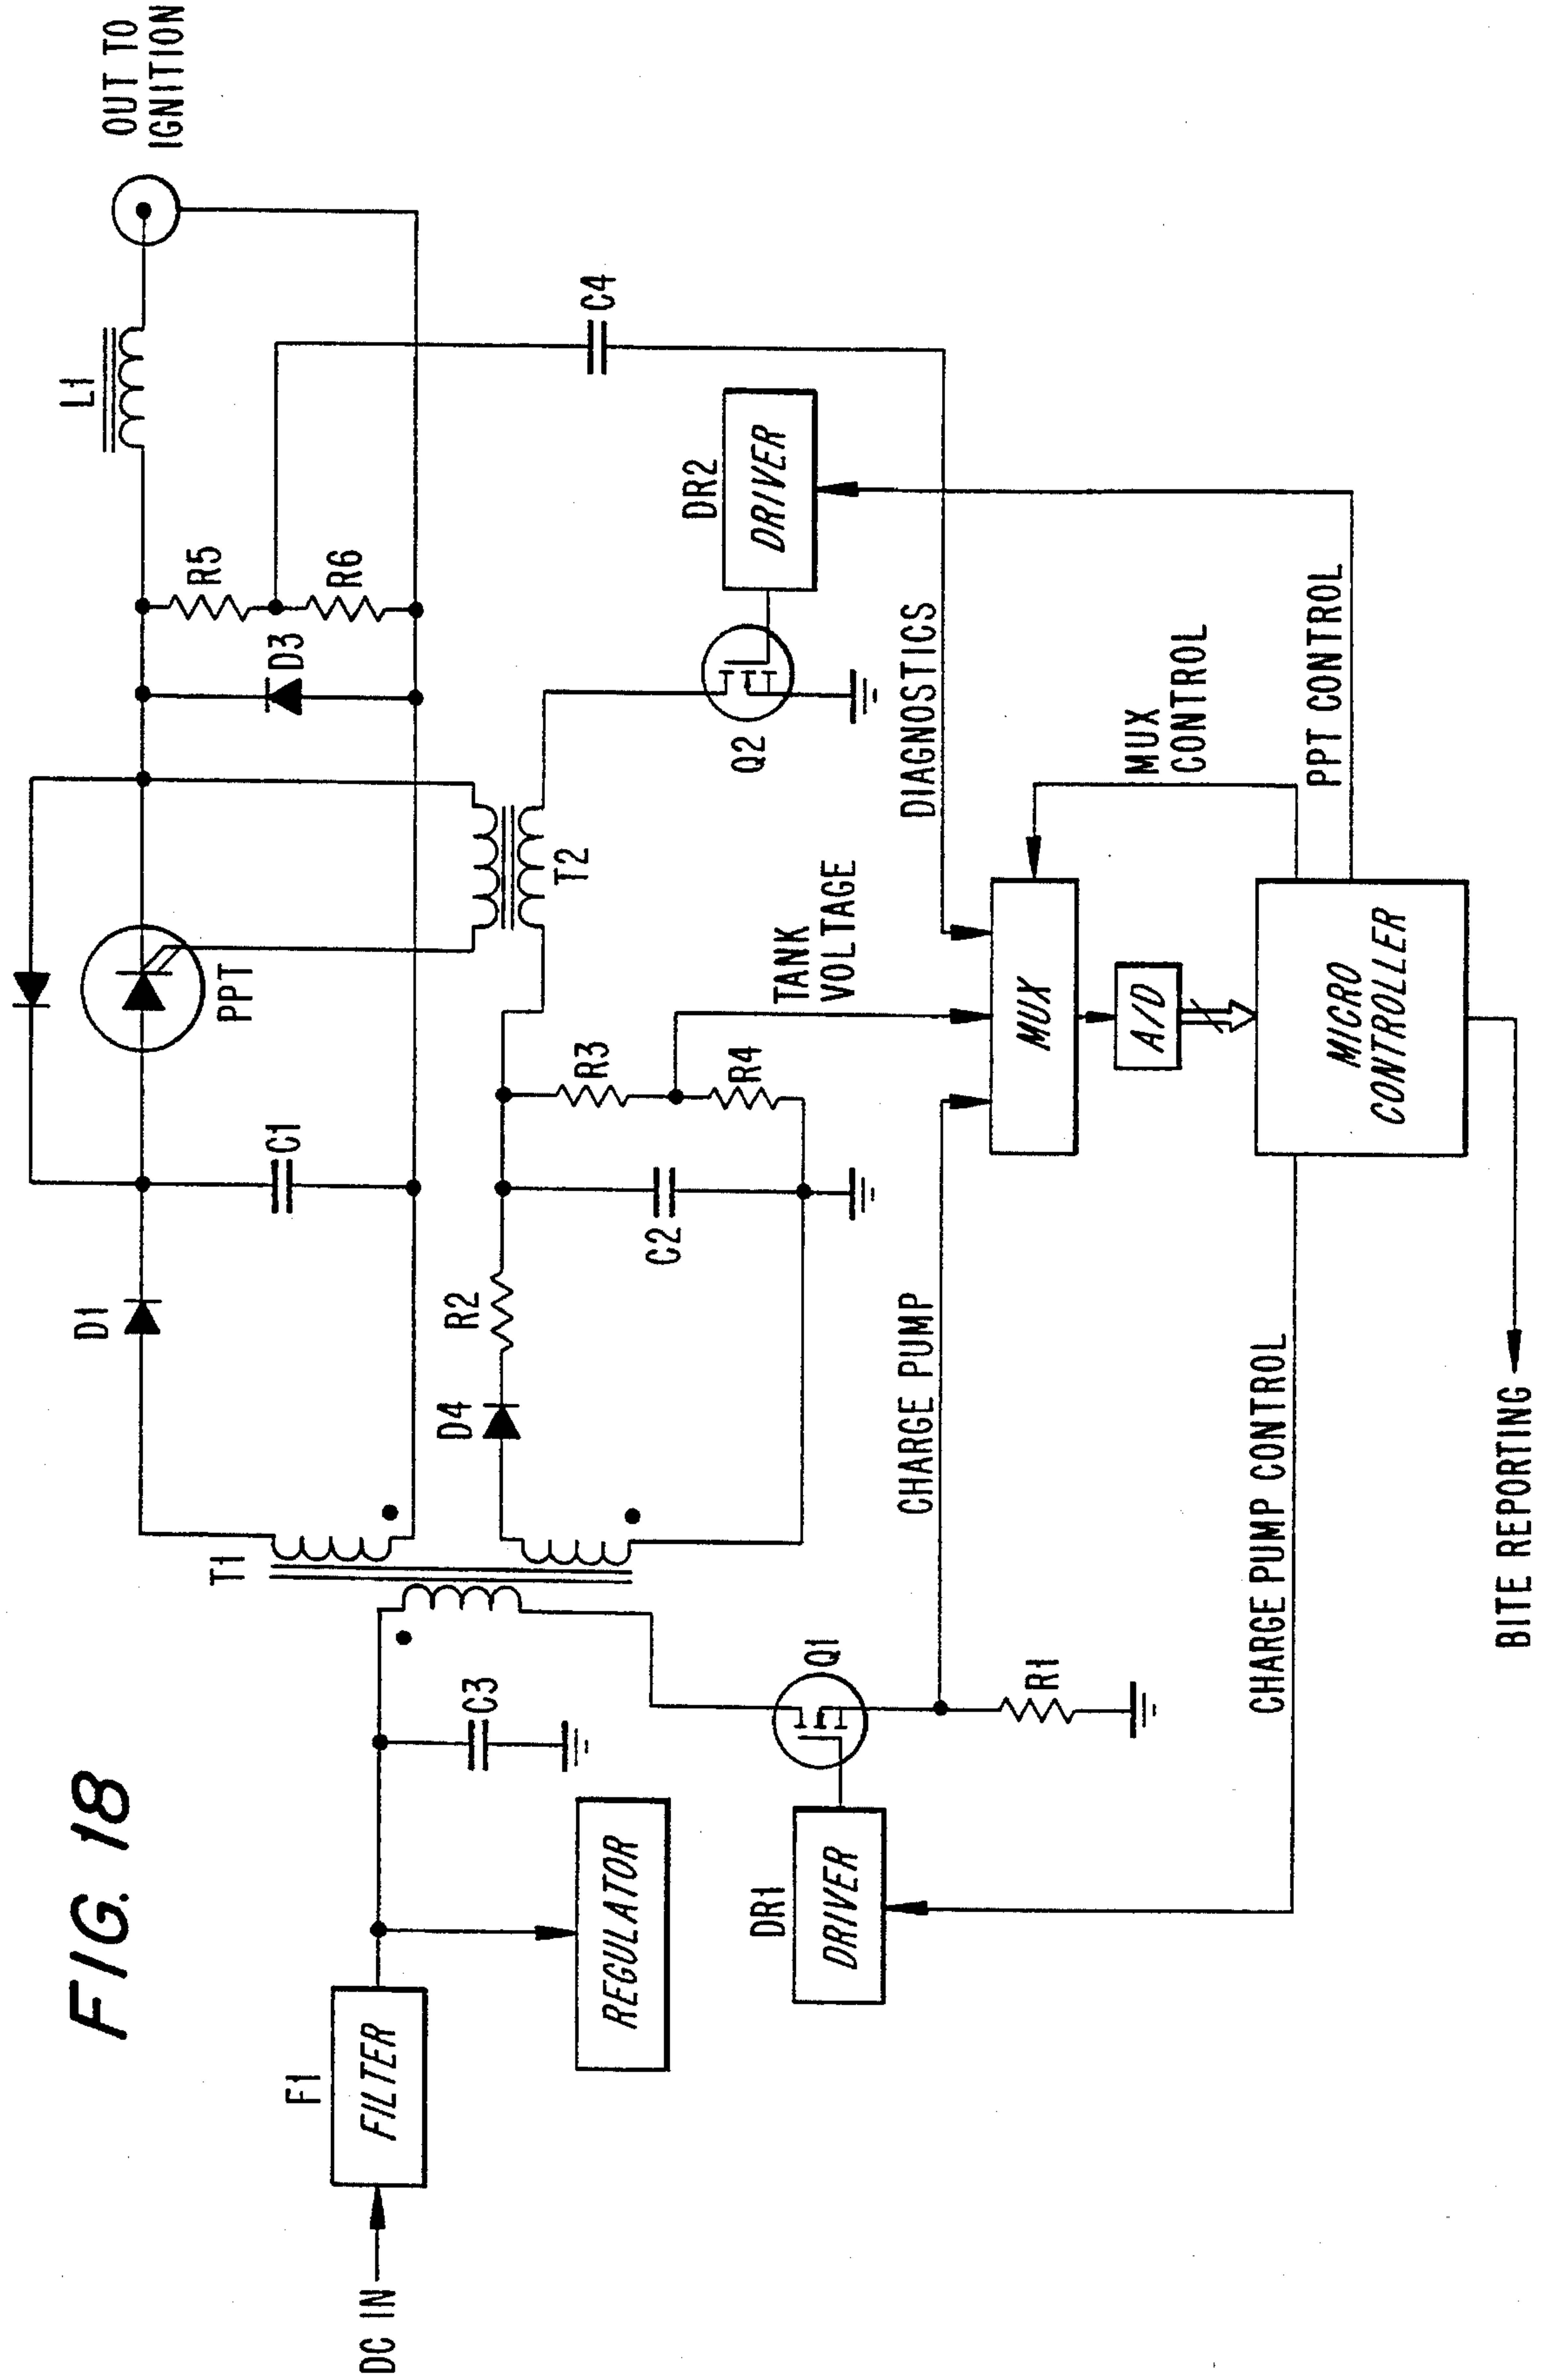 FIG. 18
DC IN
F1
FILTER
REGULATOR
C3
T1
D1
C1
PPT
L1
OUT TO
IGNITION
R5
R6
D3
C4
D4
R2
C2
R3
R4
T2
Q2
DR2
DRIVER
DR1
DRIVER
Q1
R1
CHARGE PUMP
TANK
VOLTAGE
DIAGNOSTICS
MUX
MUX
CONTROL
A/D
MICRO
CONTROLLER
PPT CONTROL
CHARGE PUMP CONTROL
BITE REPORTING